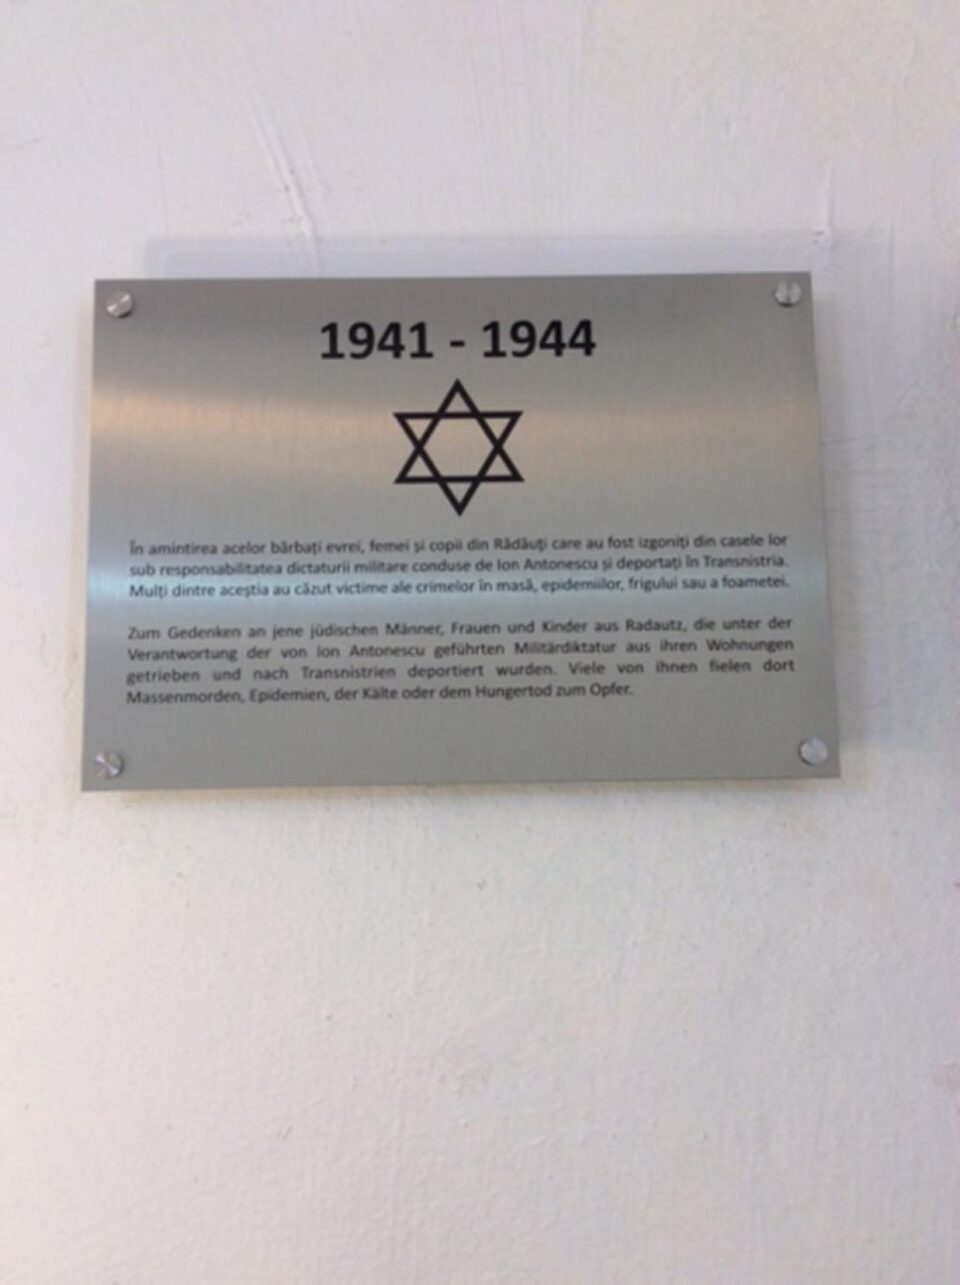 1941 - 1944
În amintirea acelor bărbați evrei, femei și copii din Rădăuți care au fost izgoniți din casele lor
sub responsabilitatea dictaturii militare conduse de Ion Antonescu și deportați în Transnistria.
Mulți dintre aceștia au căzut victime ale crimelor în masă, epidemiilor, frigului sau a foametei.
Zum Gedenken an jene jüdischen Männer, Frauen und Kinder aus Radautz, die unter der
Verantwortung der von Ion Antonescu geführten Militärdiktatur aus ihren Wohnungen
getrieben und nach Transnistrien deportiert wurden. Viele von ihnen fielen dort
Massenmorden, Epidemien, der Kälte oder dem Hungertod zum Opfer.